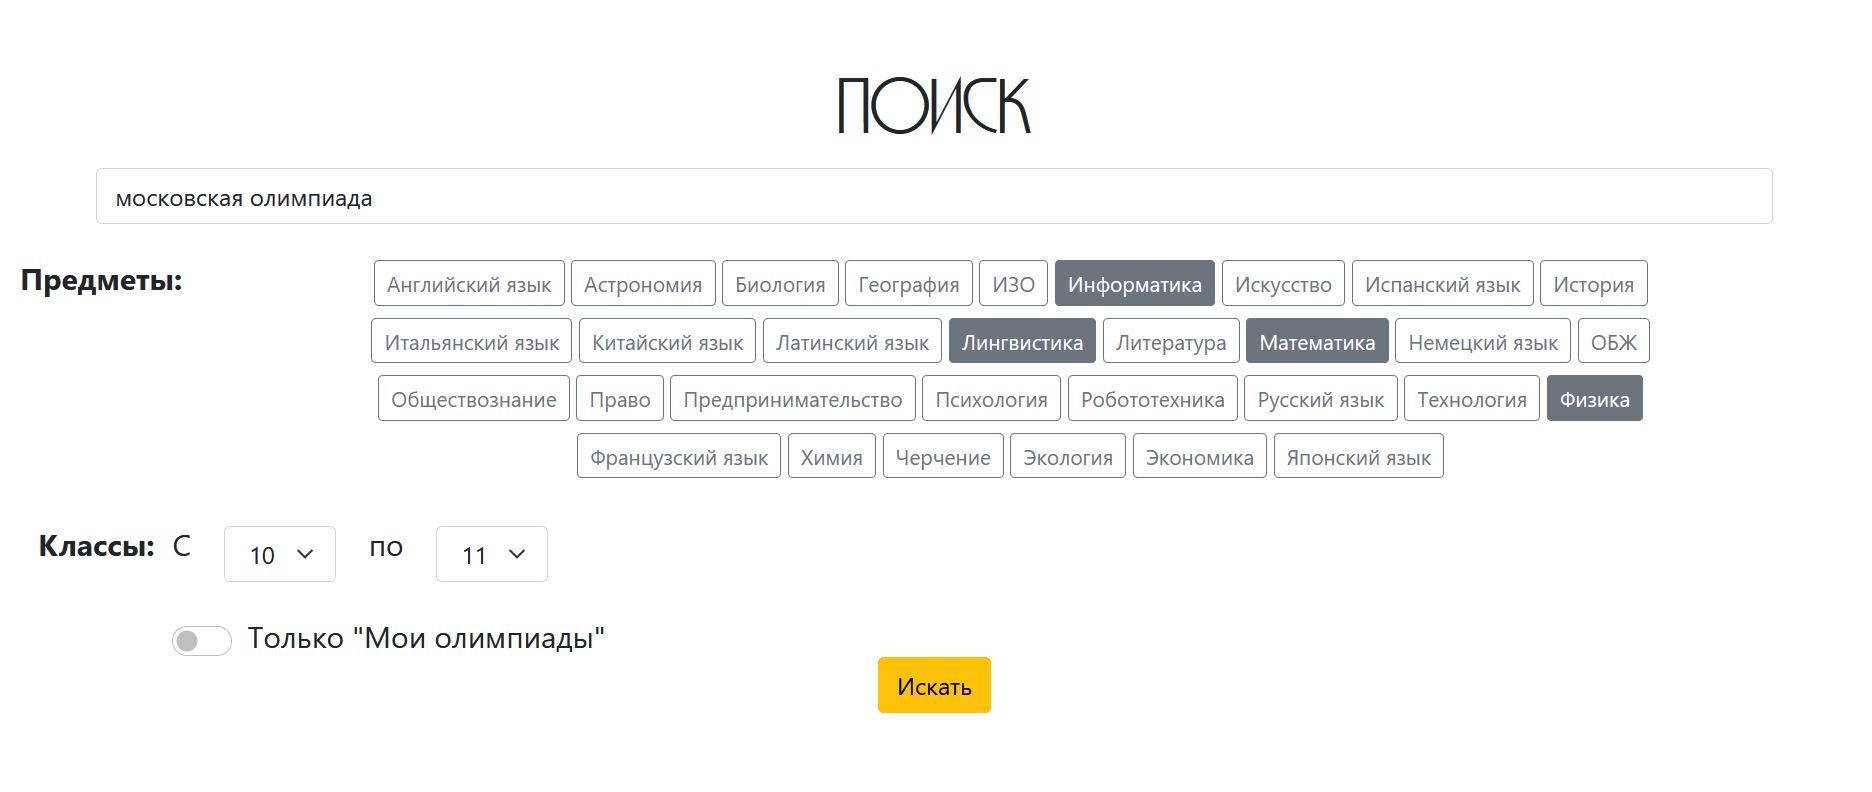 ПОИСК
московская олимпиада
Предметы:
Английский язык Астрономия Биология География ИЗО Информатика Искусство Испанский язык История
Итальянский язык Китайский язык Латинский язык Лингвистика Литература Математика Немецкий язык ОБЖ
Обществознание Право Предпринимательство Психология Робототехника Русский язык Технология Физика
Французский язык Химия Черчение Экология Экономика Японский язык
Классы: С 10 по 11
Только "Мои олимпиады"
Искать